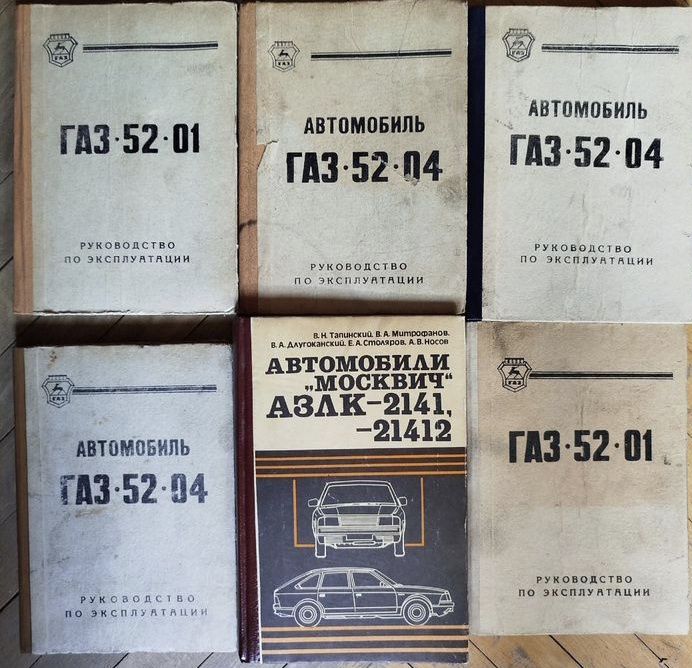 ГАЗ
ГАЗ·52·01
РУКОВОДСТВО
ПО ЭКСПЛУАТАЦИИ
ГАЗ
АВТОМОБИЛЬ
ГАЗ·52·04
РУКОВОДСТВО
ПО ЭКСПЛУАТАЦИИ
ГАЗ
АВТОМОБИЛЬ
ГАЗ·52·04
РУКОВОДСТВО
ПО ЭКСПЛУАТАЦИИ
ГАЗ
АВТОМОБИЛЬ
ГАЗ·52·04
РУКОВОДСТВО
ПО ЭКСПЛУАТАЦИИ
В. Н. Тапинский, В. А. Митрофанов,
В. А. Длугоканский, Е. А. Столяров, А. В. Носов
АВТОМОБИЛИ
„МОСКВИЧ“
АЗЛК-2141,
-21412
ГАЗ
ГАЗ·52·01
РУКОВОДСТВО
ПО ЭКСПЛУАТАЦИИ